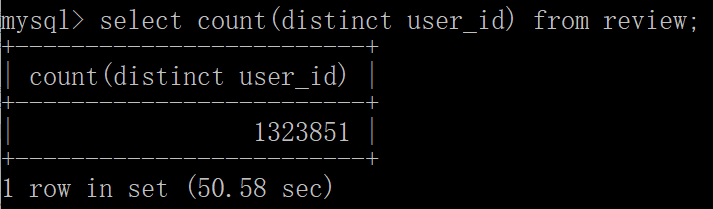 mysql> select count(distinct user_id) from review;
+-------------------------+
| count(distinct user_id) |
+-------------------------+
|                 1323851 |
+-------------------------+
1 row in set (50.58 sec)